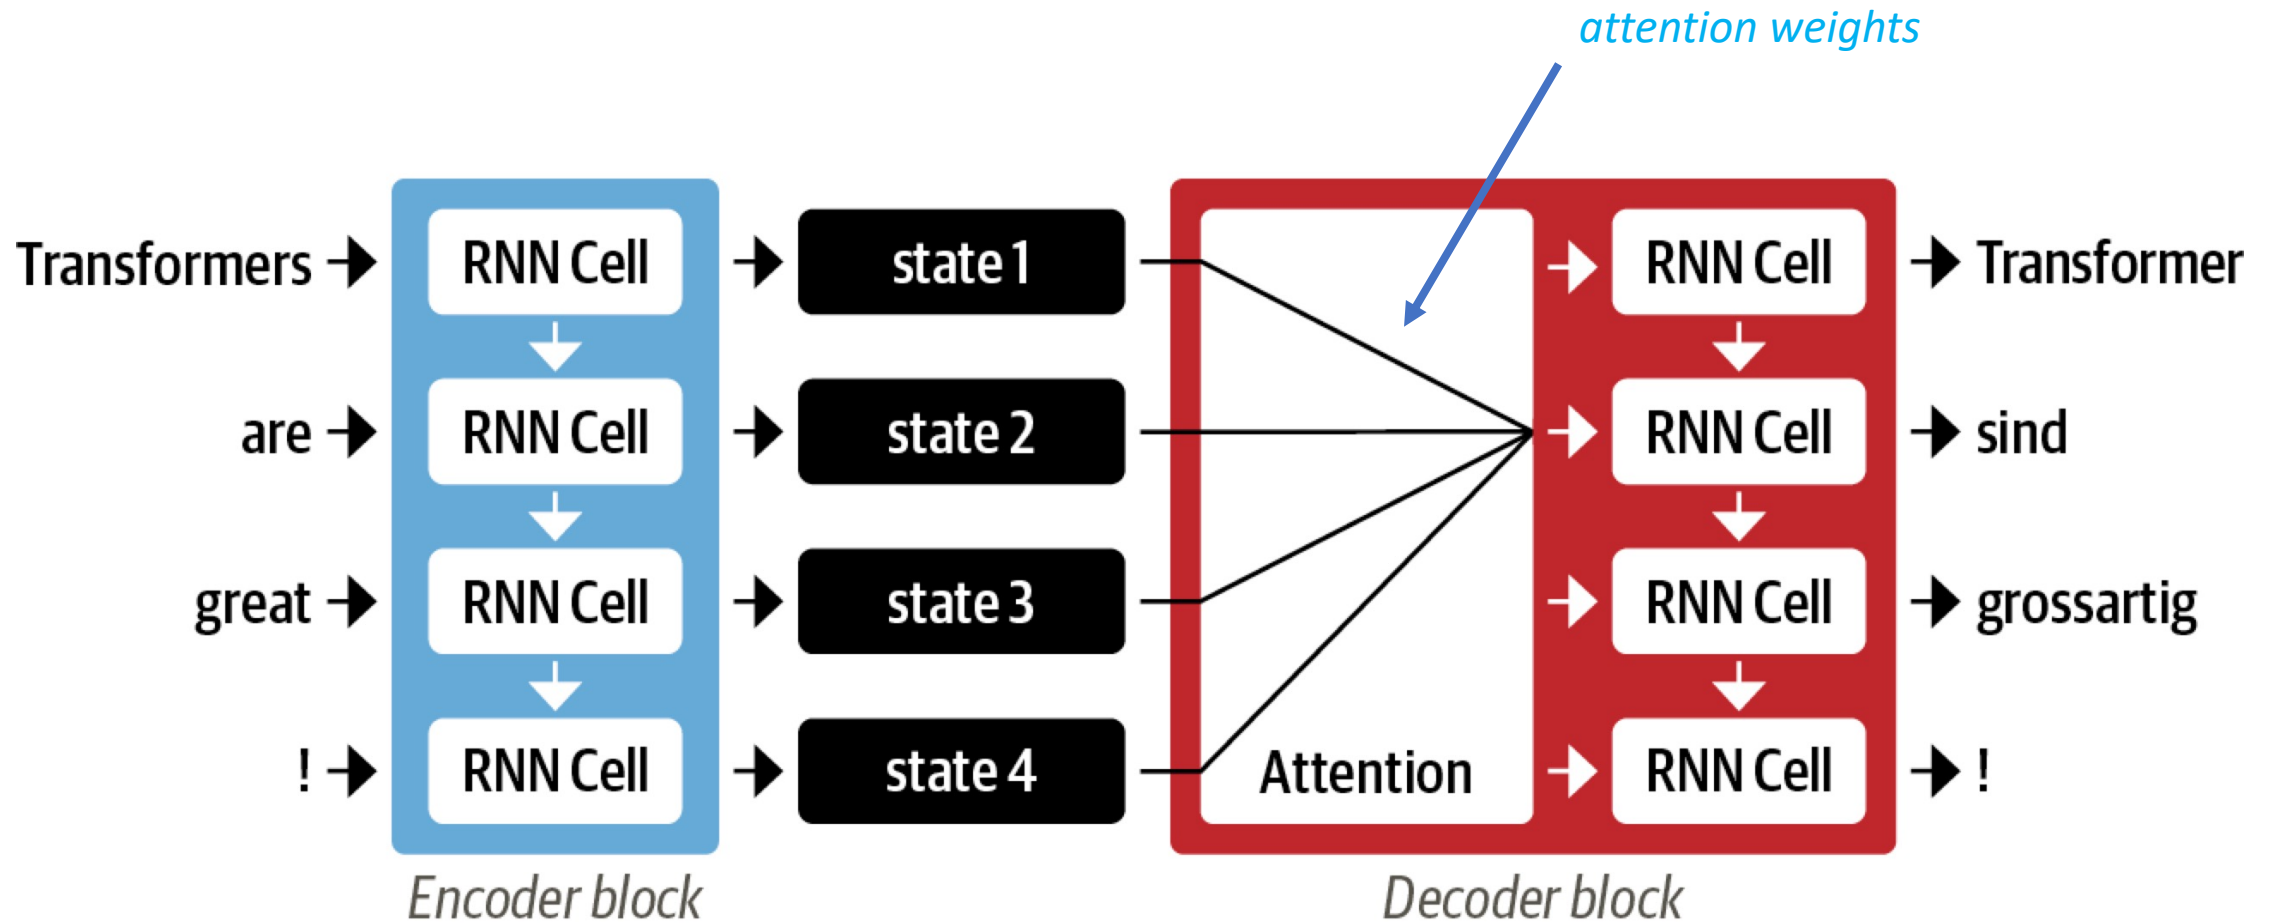 attention weights
Transformers RNN Cell state 1 RNN Cell Transformer
are RNN Cell state 2 RNN Cell sind
great RNN Cell state 3 RNN Cell grossartig
! RNN Cell state 4 Attention RNN Cell !
Encoder block Decoder block